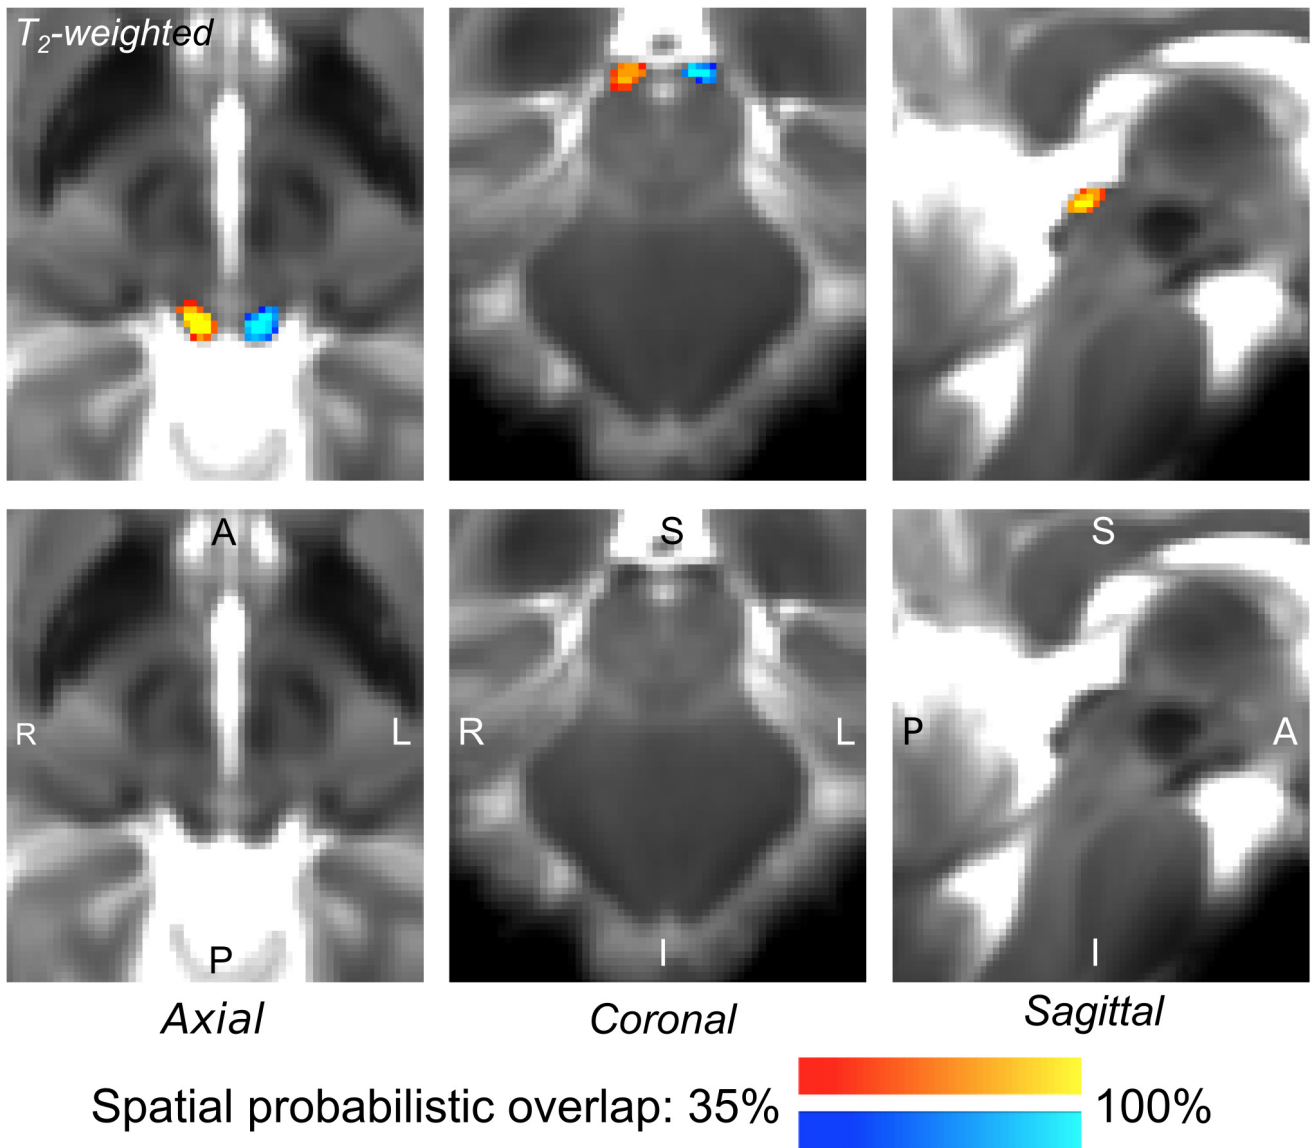 T2-weighted
A
S
S
R
L
R
L
P
A
P
I
I
Axial
Coronal
Sagittal
Spatial probabilistic overlap: 35%
100%